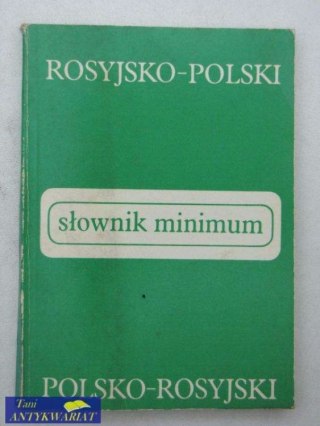 ROSYJSKO-POLSKI
słownik minimum
POLSKO-ROSYJSKI
Tani
ANTYKWARIAT